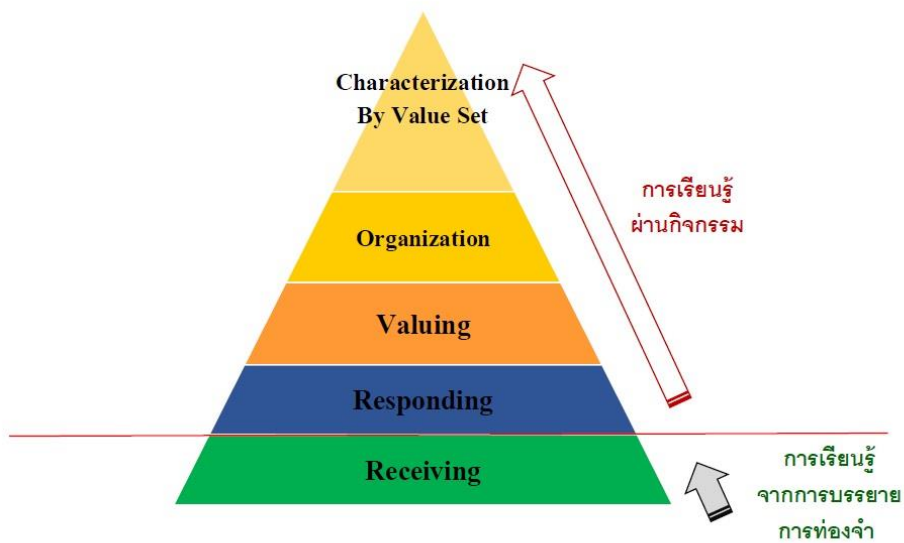 Characterization
By Value Set
การเรียนรู้
ผ่านกิจกรรม
Organization
Valuing
Responding
Receiving
การเรียนรู้
จากการบรรยาย
การท่องจำ